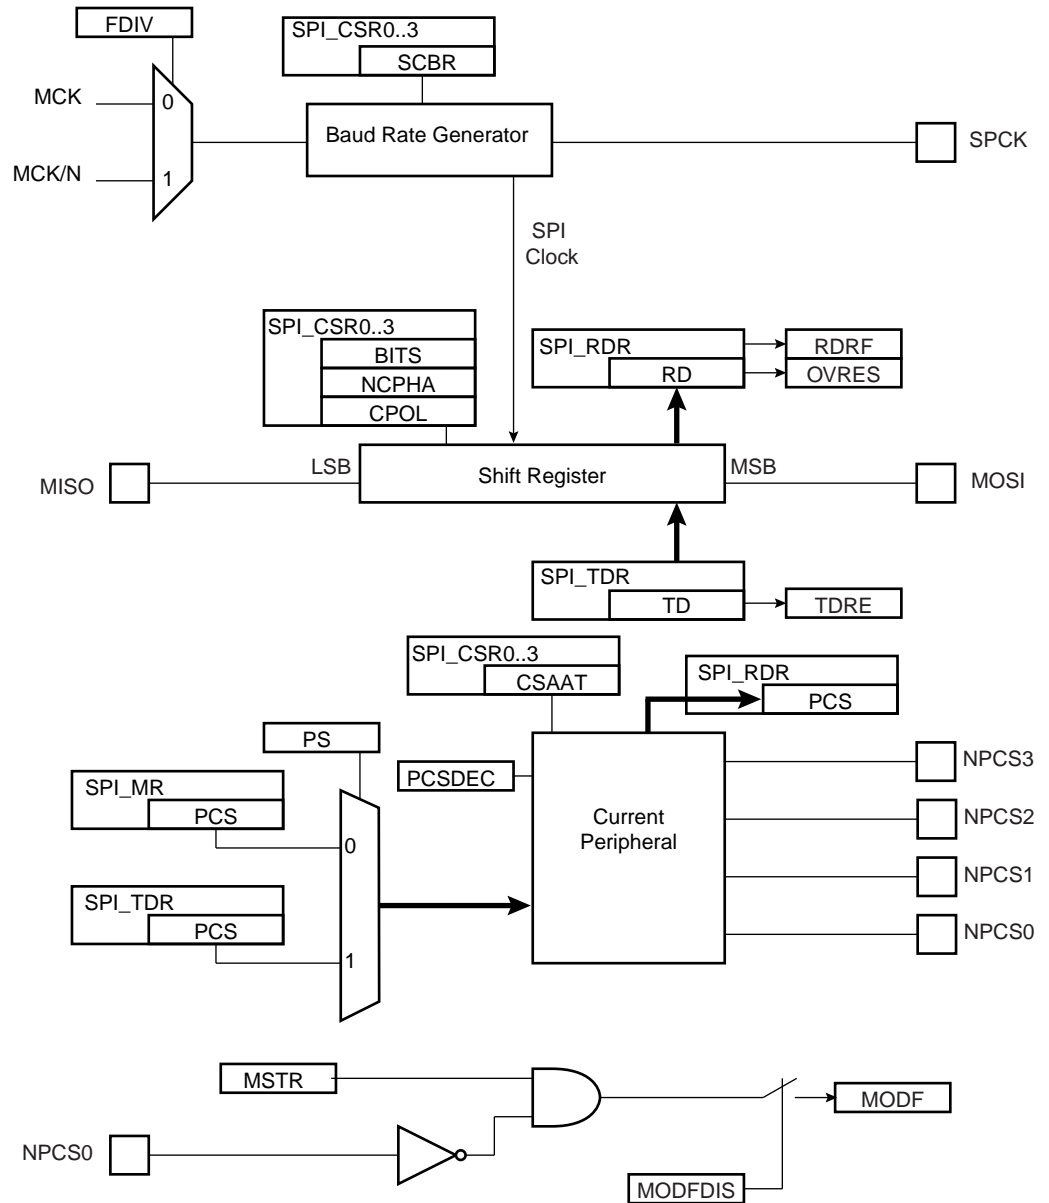 FDIV
SPI_CSR0..3
SCBR
MCK
0
Baud Rate Generator
SPCK
MCK/N
1
SPI
Clock
SPI_CSR0..3
BITS
NCPHA
CPOL
SPI_RDR
RD
RDRF
OVRES
LSB
MSB
MISO
Shift Register
MOSI
SPI_TDR
TD
TDRE
SPI_CSR0..3
CSAAT
SPI_RDR
PCS
PS
PCSDEC
NPCS3
SPI_MR
PCS
0
Current
Peripheral
NPCS2
NPCS1
SPI_TDR
PCS
1
NPCS0
MSTR
MODF
NPCS0
MODFDIS